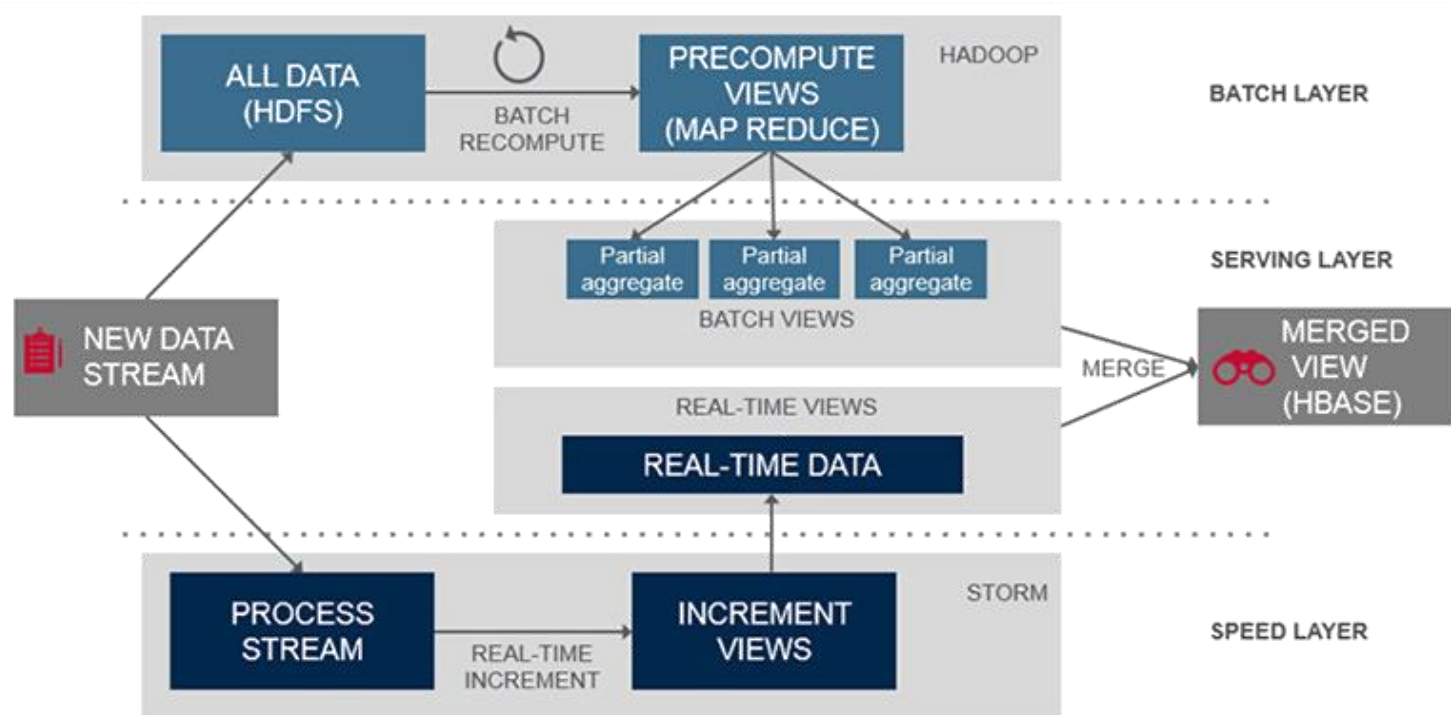 ALL DATA
(HDFS)
BATCH
RECOMPUTE
PRECOMPUTE
VIEWS
(MAP REDUCE)
HADOOP
BATCH LAYER
Partial
aggregate
Partial
aggregate
Partial
aggregate
BATCH VIEWS
SERVING LAYER
NEW DATA
STREAM
MERGE
MERGED
VIEW
(HBASE)
REAL-TIME VIEWS
REAL-TIME DATA
PROCESS
STREAM
REAL-TIME
INCREMENT
INCREMENT
VIEWS
STORM
SPEED LAYER